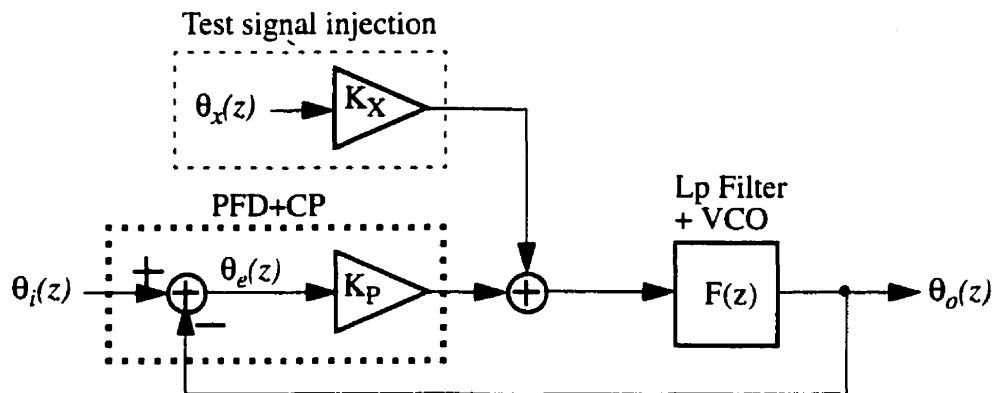 Test signal injection
θx(z)
KX
PFD+CP
Lp Filter
+ VCO
θi(z)
+
+
−
θe(z)
KP
+
F(z)
θo(z)